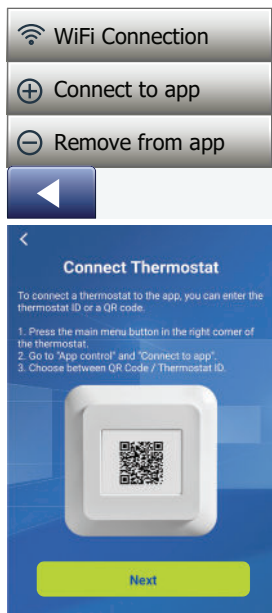 WiFi Connection
Connect to app
Remove from app
Connect Thermostat
To connect a thermostat to the app, you can enter the
thermostat ID or a QR code.
1. Press the main menu button in the right corner of
the thermostat.
2. Go to "App control" and "Connect to app".
3. Choose between QR Code / Thermostat ID.
Next